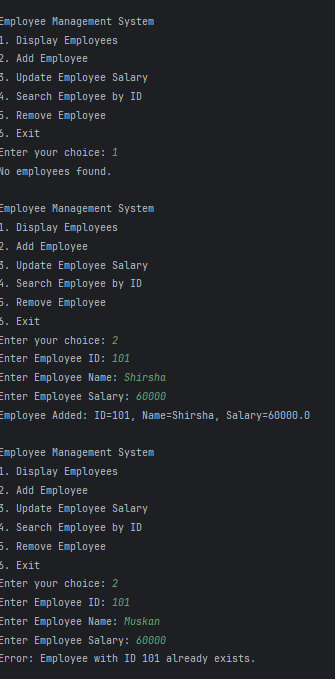 Employee Management System
1. Display Employees
2. Add Employee
3. Update Employee Salary
4. Search Employee by ID
5. Remove Employee
6. Exit
Enter your choice: 1
No employees found.
Employee Management System
1. Display Employees
2. Add Employee
3. Update Employee Salary
4. Search Employee by ID
5. Remove Employee
6. Exit
Enter your choice: 2
Enter Employee ID: 101
Enter Employee Name: Shirsha
Enter Employee Salary: 60000
Employee Added: ID=101, Name=Shirsha, Salary=60000.0
Employee Management System
1. Display Employees
2. Add Employee
3. Update Employee Salary
4. Search Employee by ID
5. Remove Employee
6. Exit
Enter your choice: 2
Enter Employee ID: 101
Enter Employee Name: Muskan
Enter Employee Salary: 60000
Error: Employee with ID 101 already exists.